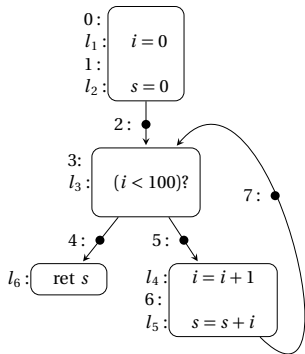 0:
l₁: i = 0
1:
l₂: s = 0
2:
3:
l₃: (i < 100)?
7:
4: 5:
l₆: ret s
l₄: i = i + 1
6:
l₅: s = s + i